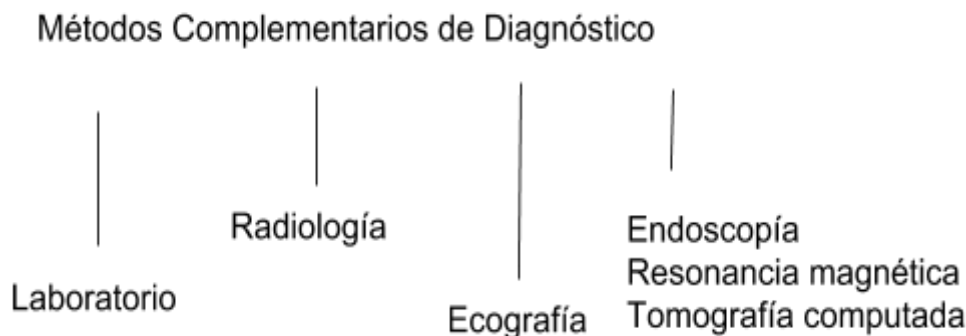 Métodos Complementarios de Diagnóstico
Laboratorio
Radiología
Ecografía
Endoscopía
Resonancia magnética
Tomografía computada